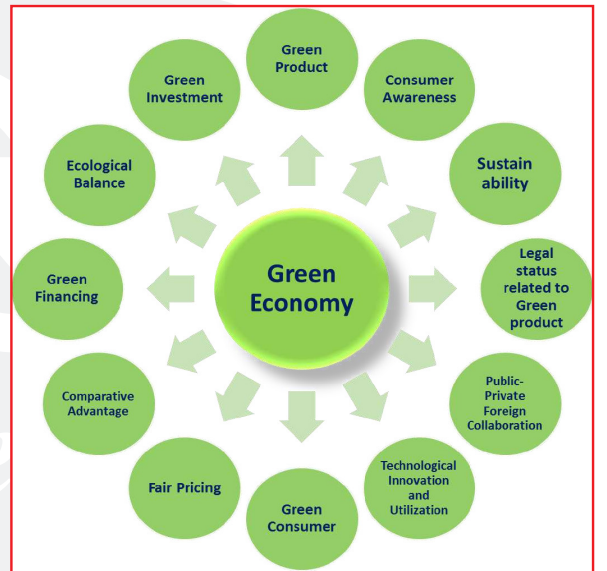 Green
Economy
Green
Product
Consumer
Awareness
Sustain
ability
Legal
status
related to
Green
product
Public-
Private
Foreign
Collaboration
Technological
Innovation
and
Utilization
Green
Consumer
Fair Pricing
Comparative
Advantage
Green
Financing
Ecological
Balance
Green
Investment